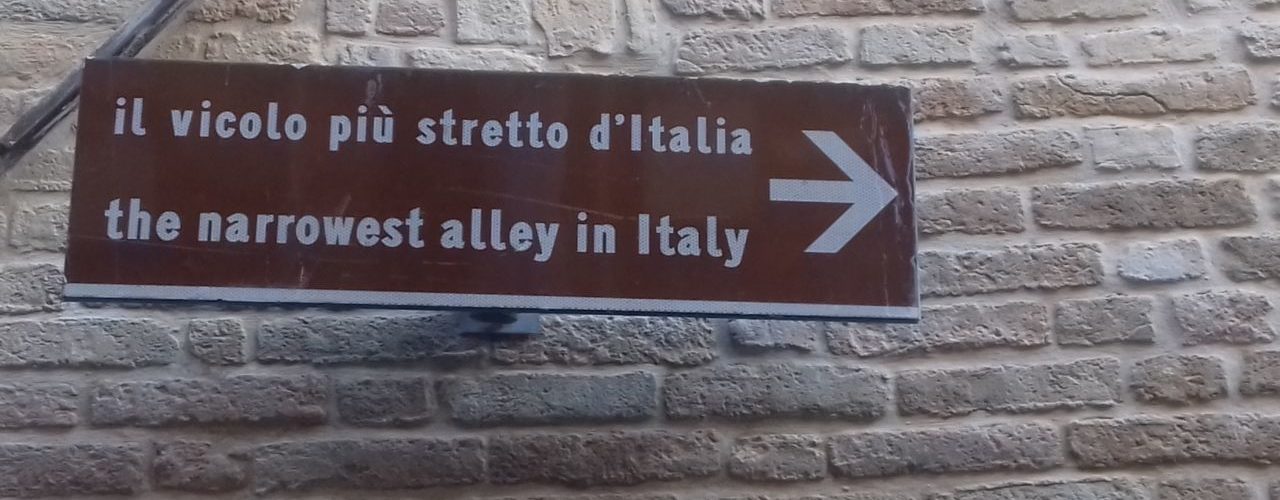 il vicolo più stretto d'Italia
the narrowest alley in Italy